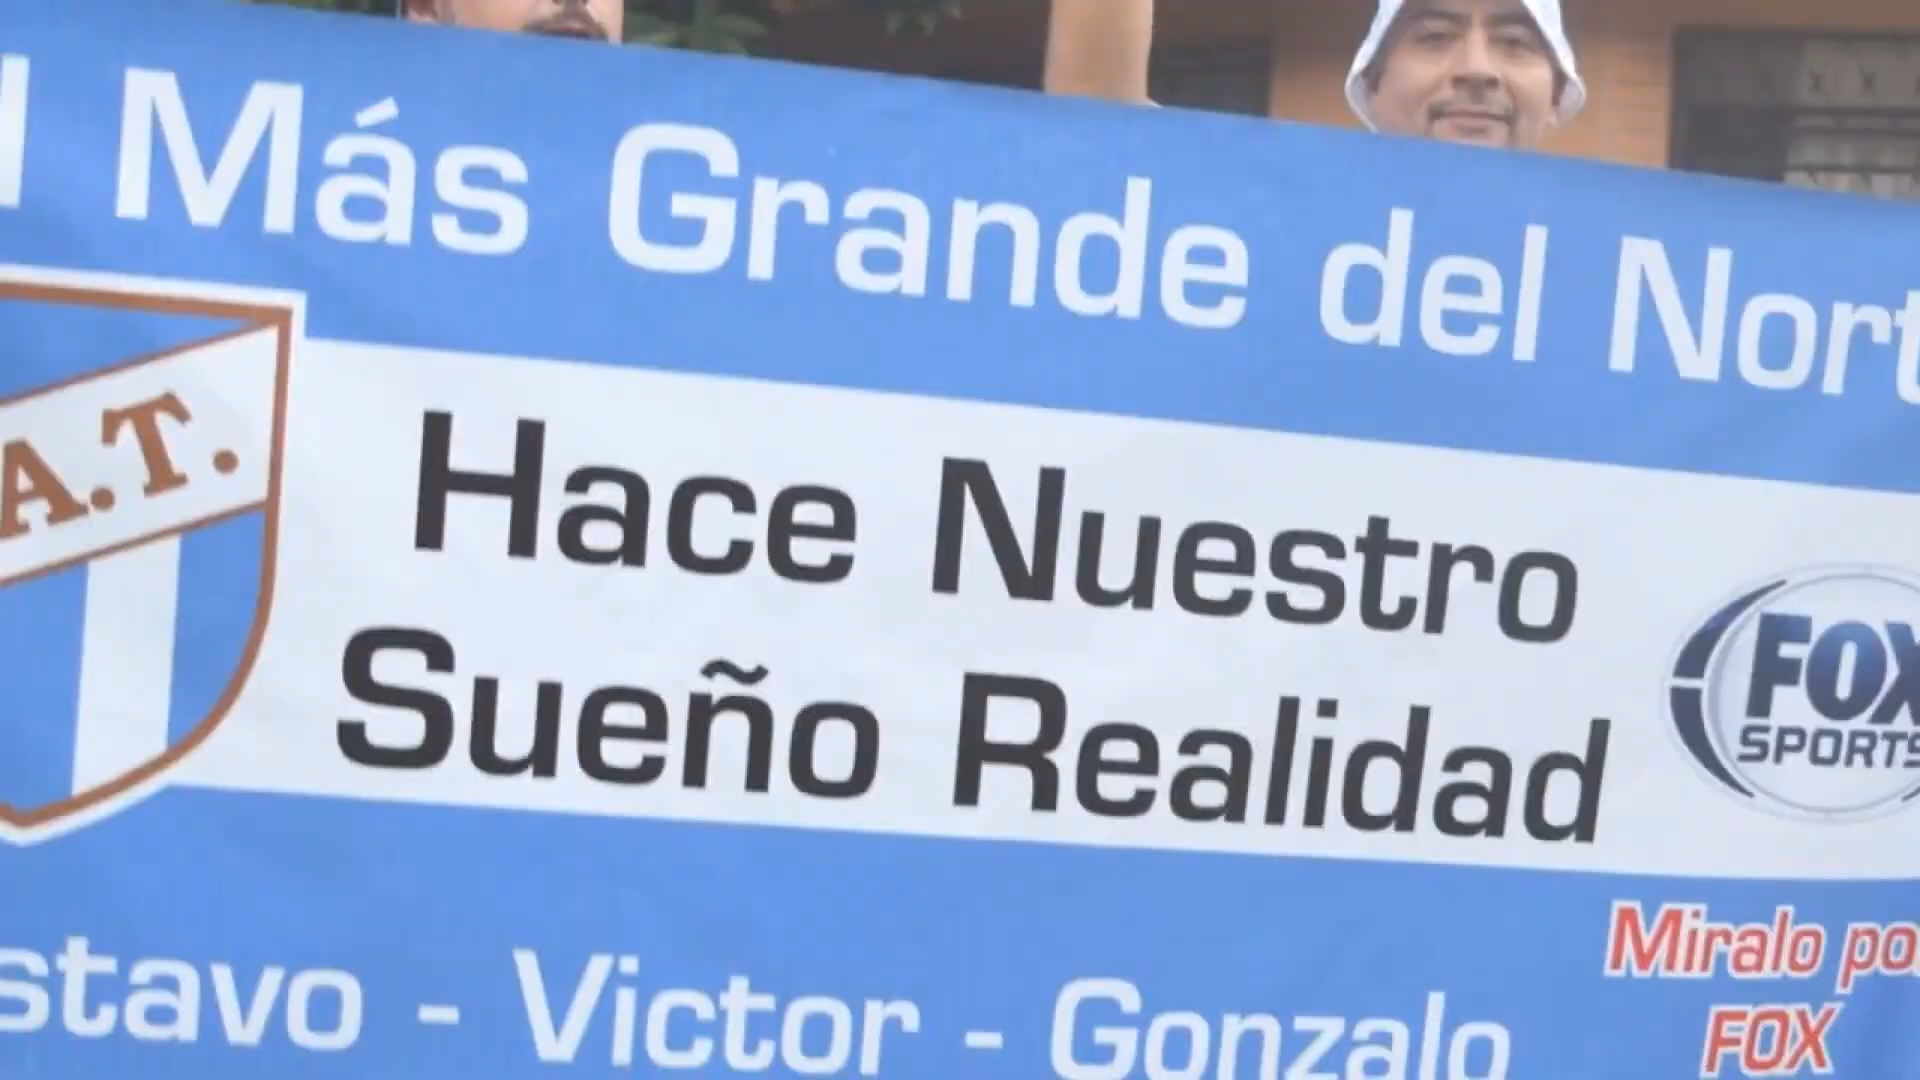 l Más Grande del Nort
A.T.
Hace Nuestro
Sueño Realidad
FOX
SPORTS
stavo - Victor - Gonzalo
Miralo po
FOX